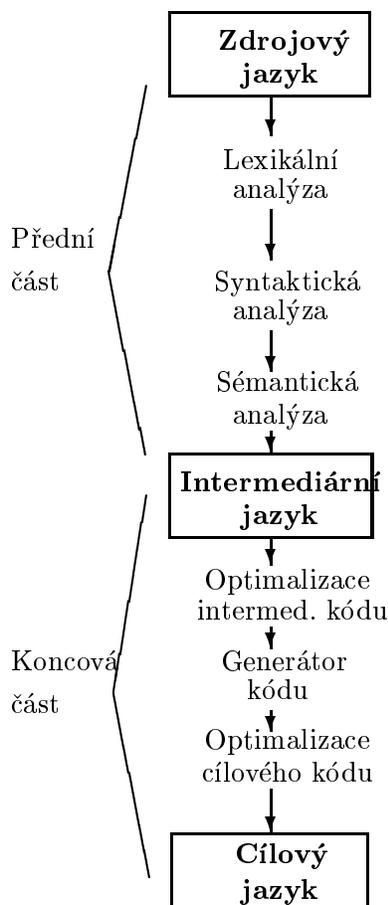 Zdrojový
jazyk
Lexikální
analýza
Přední
část
Syntaktická
analýza
Sémantická
analýza
Intermediární
jazyk
Optimalizace
intermed. kódu
Koncová
část
Generátor
kódu
Optimalizace
cílového kódu
Cílový
jazyk